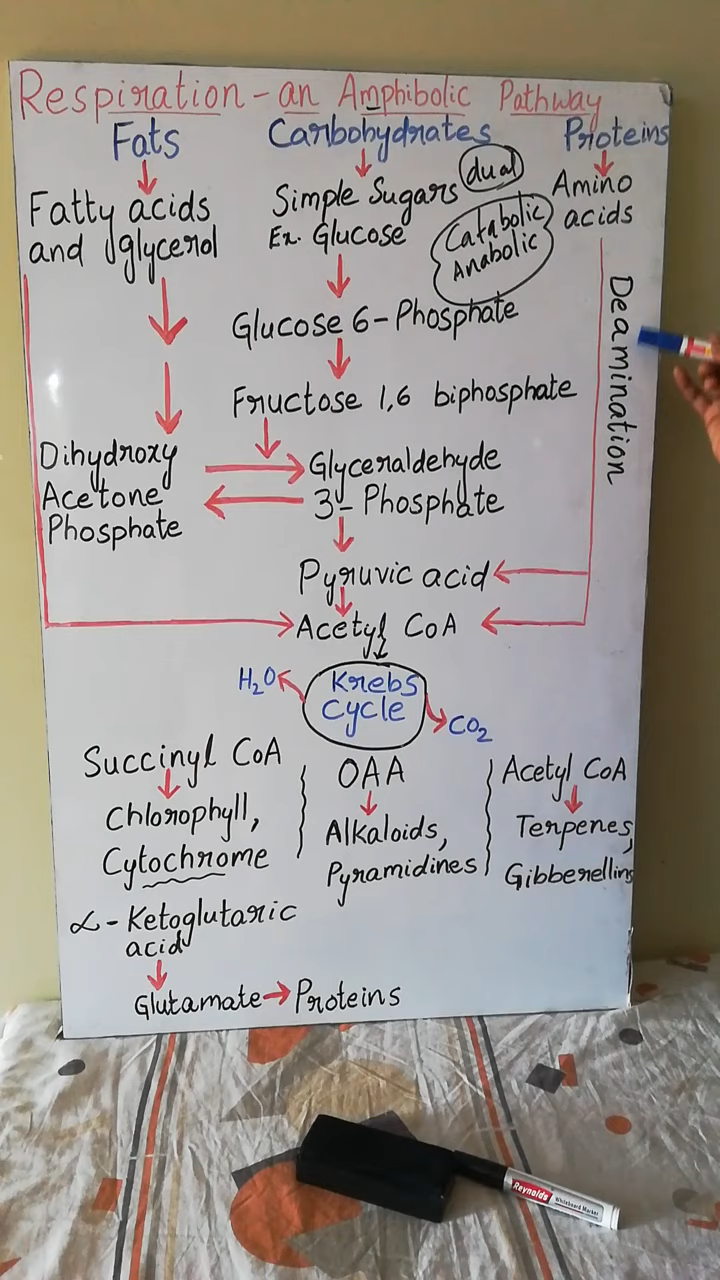 Respiration - an Amphibolic Pathway
Fats
Fatty acids
and glycerol
Dihydroxy
Acetone
Phosphate
Carbohydrates
Simple Sugars
Ex. Glucose
dual
Catabolic
Anabolic
Glucose 6-Phosphate
Fructose 1,6 biphosphate
Glyceraldehyde
3-Phosphate
Pyruvic acid
Acetyl CoA
Proteins
Amino
acids
Deamination
Krebs
Cycle
H₂O
CO₂
Succinyl CoA
Chlorophyll,
Cytochrome
OAA
Alkaloids,
Pyramidines
Acetyl CoA
Terpenes,
Gibberellins
α-Ketoglutaric
acid
Glutamate → Proteins
Reynolds Whiteboard Marker